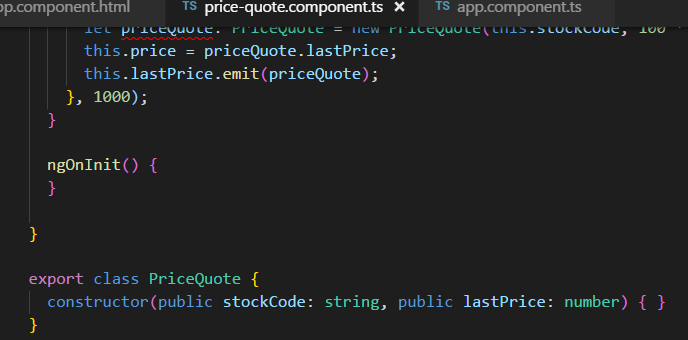 pp.component.html TS price-quote.component.ts × TS app.component.ts
let priceQuote: PriceQuote = new PriceQuote(this.stockCode, 100
this.price = priceQuote.lastPrice;
this.lastPrice.emit(priceQuote);
}, 1000);
}
ngOnInit() {
}
}
export class PriceQuote {
constructor(public stockCode: string, public lastPrice: number) { }
}